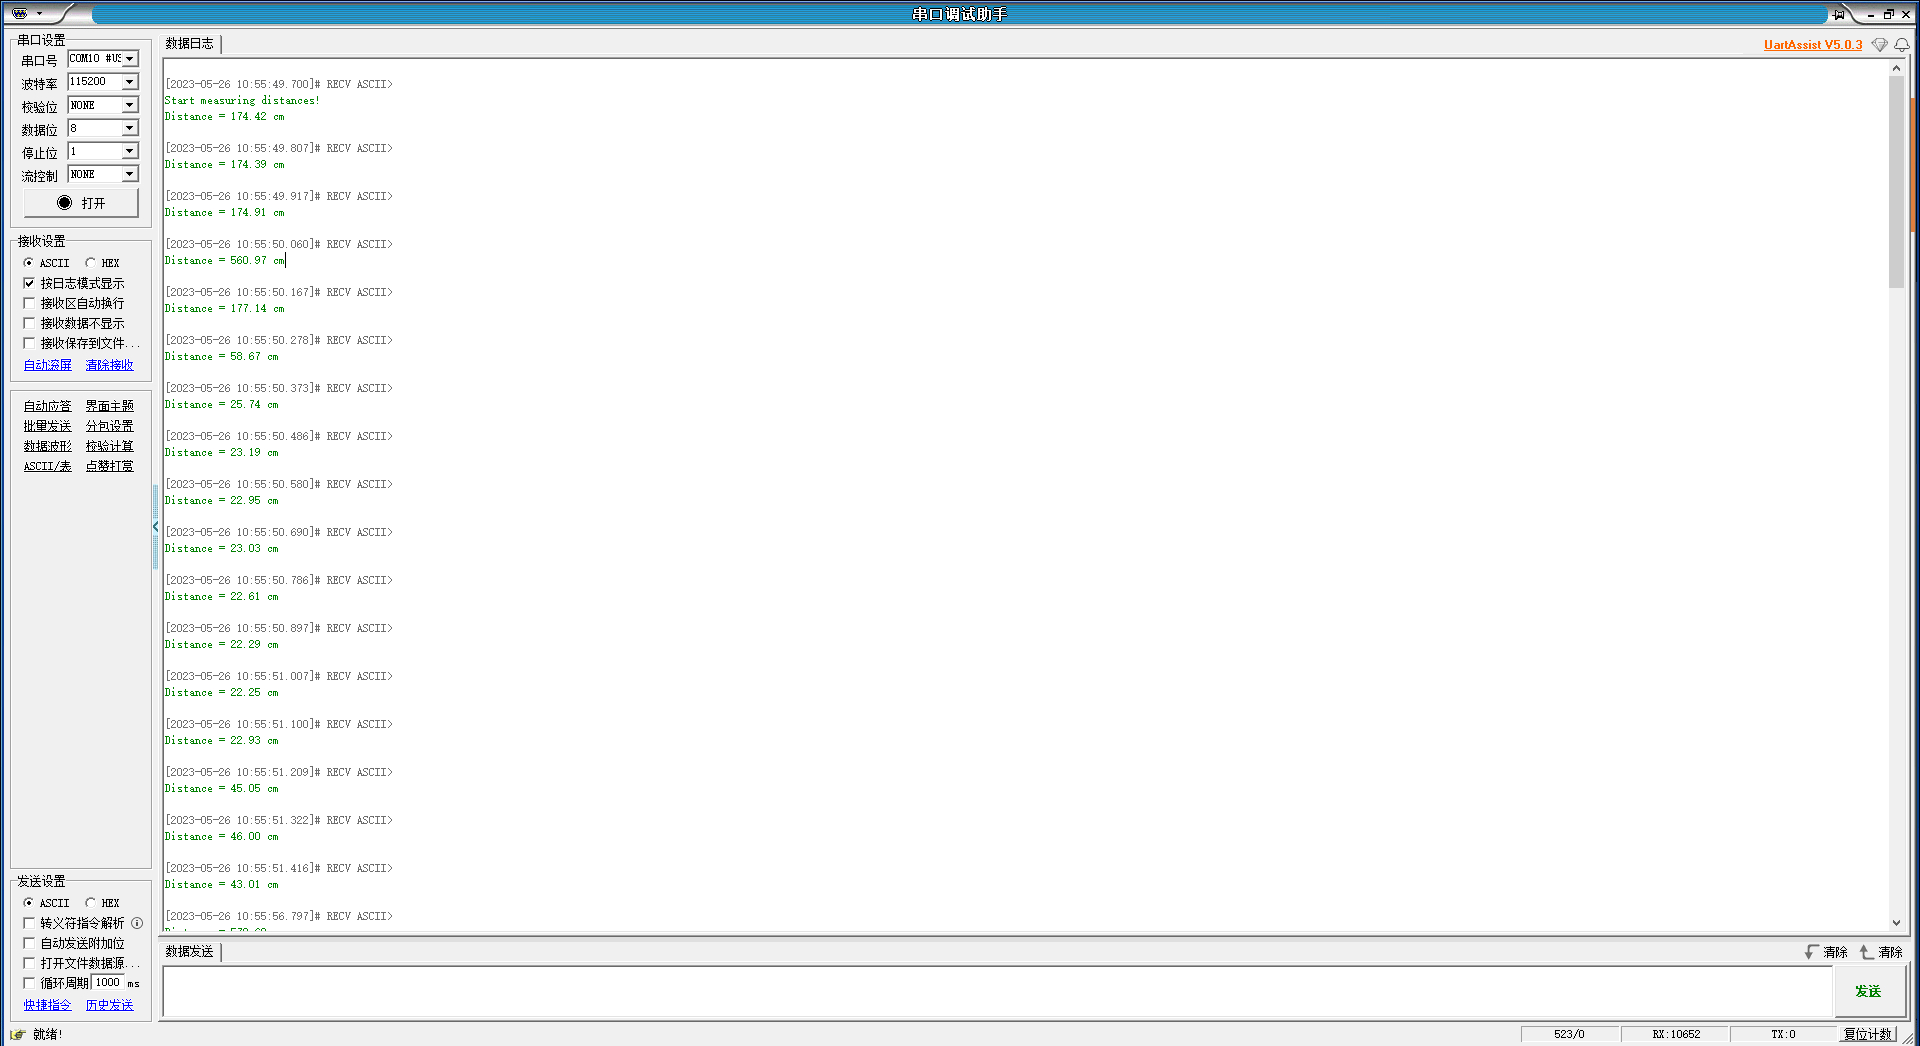 串口调试助手
串口设置
串口号 COM10 #US
波特率 115200
校验位 NONE
数据位 8
停止位 1
流控制 NONE
打开
接收设置
ASCII HEX
按日志模式显示
接收区自动换行
接收数据不显示
接收保存到文件...
自动滚屏 清除接收
自动应答 界面主题
批量发送 分包设置
数据波形 校验计算
ASCII/表 点赞打赏
发送设置
ASCII HEX
转义符指令解析
自动发送附加位
打开文件数据源...
循环周期 1000 ms
快捷指令 历史发送
数据日志
UartAssist V5.0.3
[2023-05-26 10:55:49.700]# RECV ASCII>
Start measuring distances!
Distance = 174.42 cm
[2023-05-26 10:55:49.807]# RECV ASCII>
Distance = 174.39 cm
[2023-05-26 10:55:49.917]# RECV ASCII>
Distance = 174.91 cm
[2023-05-26 10:55:50.060]# RECV ASCII>
Distance = 560.97 cm
[2023-05-26 10:55:50.167]# RECV ASCII>
Distance = 177.14 cm
[2023-05-26 10:55:50.278]# RECV ASCII>
Distance = 58.67 cm
[2023-05-26 10:55:50.373]# RECV ASCII>
Distance = 25.74 cm
[2023-05-26 10:55:50.486]# RECV ASCII>
Distance = 23.19 cm
[2023-05-26 10:55:50.580]# RECV ASCII>
Distance = 22.95 cm
[2023-05-26 10:55:50.690]# RECV ASCII>
Distance = 23.03 cm
[2023-05-26 10:55:50.786]# RECV ASCII>
Distance = 22.61 cm
[2023-05-26 10:55:50.897]# RECV ASCII>
Distance = 22.29 cm
[2023-05-26 10:55:51.007]# RECV ASCII>
Distance = 22.25 cm
[2023-05-26 10:55:51.100]# RECV ASCII>
Distance = 22.93 cm
[2023-05-26 10:55:51.209]# RECV ASCII>
Distance = 45.05 cm
[2023-05-26 10:55:51.322]# RECV ASCII>
Distance = 46.00 cm
[2023-05-26 10:55:51.416]# RECV ASCII>
Distance = 43.01 cm
[2023-05-26 10:55:56.797]# RECV ASCII>
数据发送
清除 清除
发送
就绪!
523/0 RX:10652 TX:0 复位计数